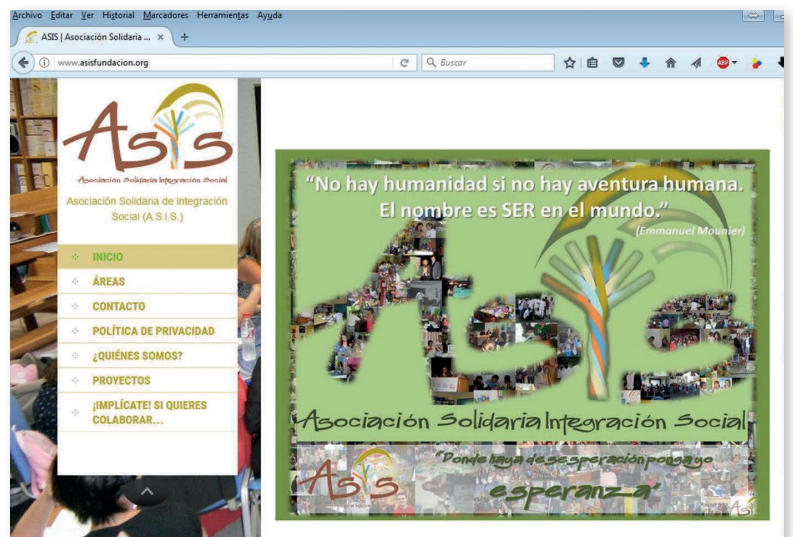 Archivo Editar Ver Historial Marcadores Herramientas Ayuda
ASIS | Asociación Solidaria ... × +
www.asisfundacion.org
Buscar
ABP
Asis
Asociación Solidaria Integración Social
Asociación Solidaria de Integración
Social (A.S.I.S.)
INICIO
ÁREAS
CONTACTO
POLÍTICA DE PRIVACIDAD
¿QUIÉNES SOMOS?
PROYECTOS
¡IMPLÍCATE! SI QUIERES
COLABORAR...
“No hay humanidad si no hay aventura humana.
El nombre es SER en el mundo.”
(Emmanuel Mounier)
Asis
Asociación Solidaria Integración Social
“Donde haya desesperación ponga yo
esperanza”
Asis